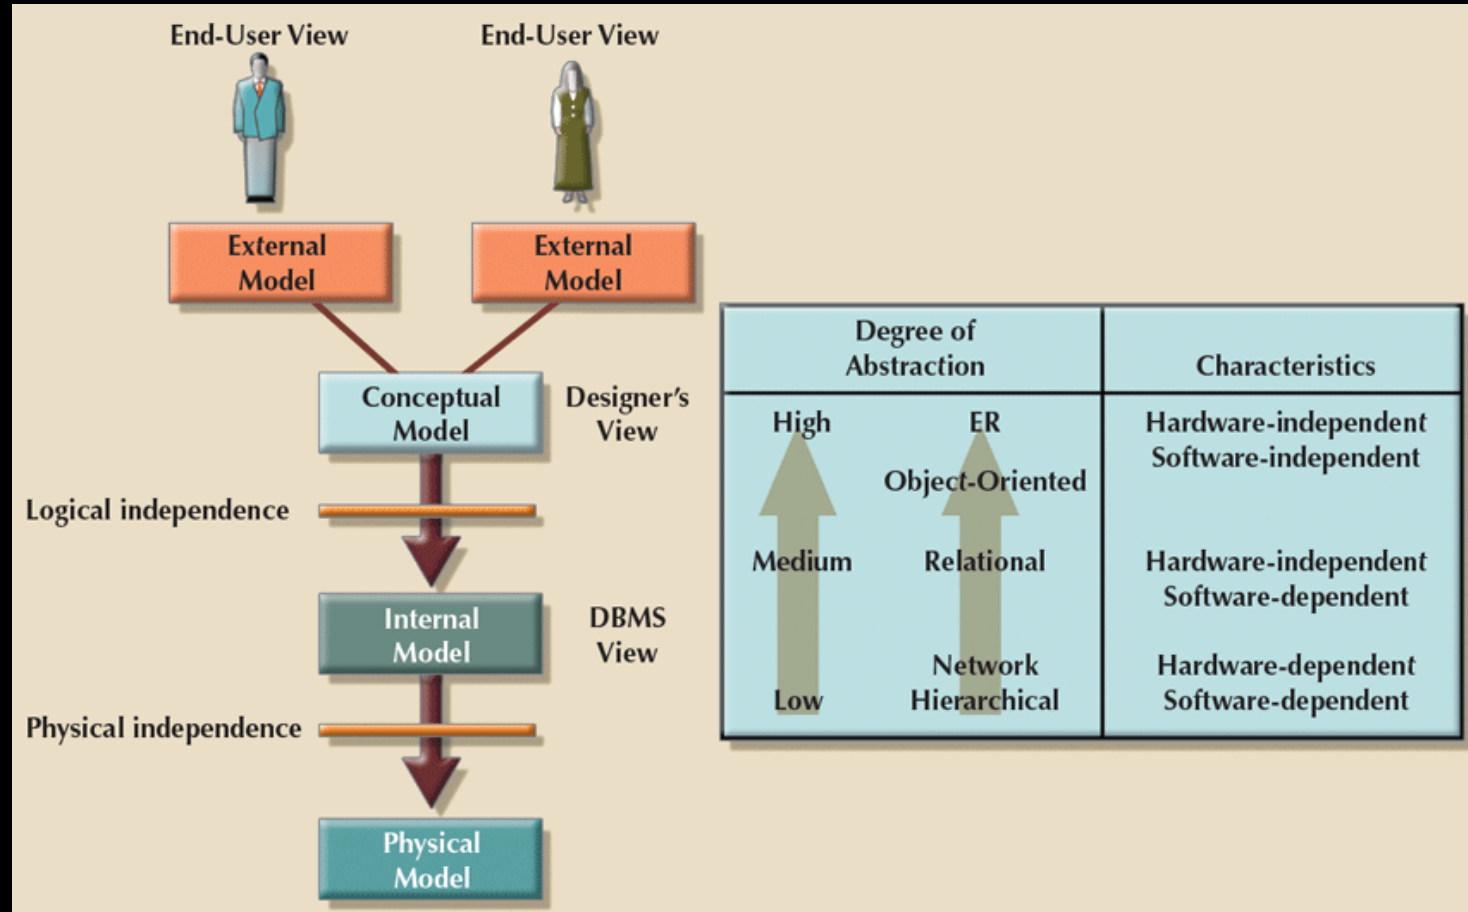 End-User View
End-User View
External
Model
External
Model
Conceptual
Model
Designer's
View
Logical independence
Internal
Model
DBMS
View
Physical independence
Physical
Model
Degree of
Abstraction
Characteristics
High
ER
Hardware-independent
Software-independent
Object-Oriented
Medium
Relational
Hardware-independent
Software-dependent
Low
Network
Hierarchical
Hardware-dependent
Software-dependent